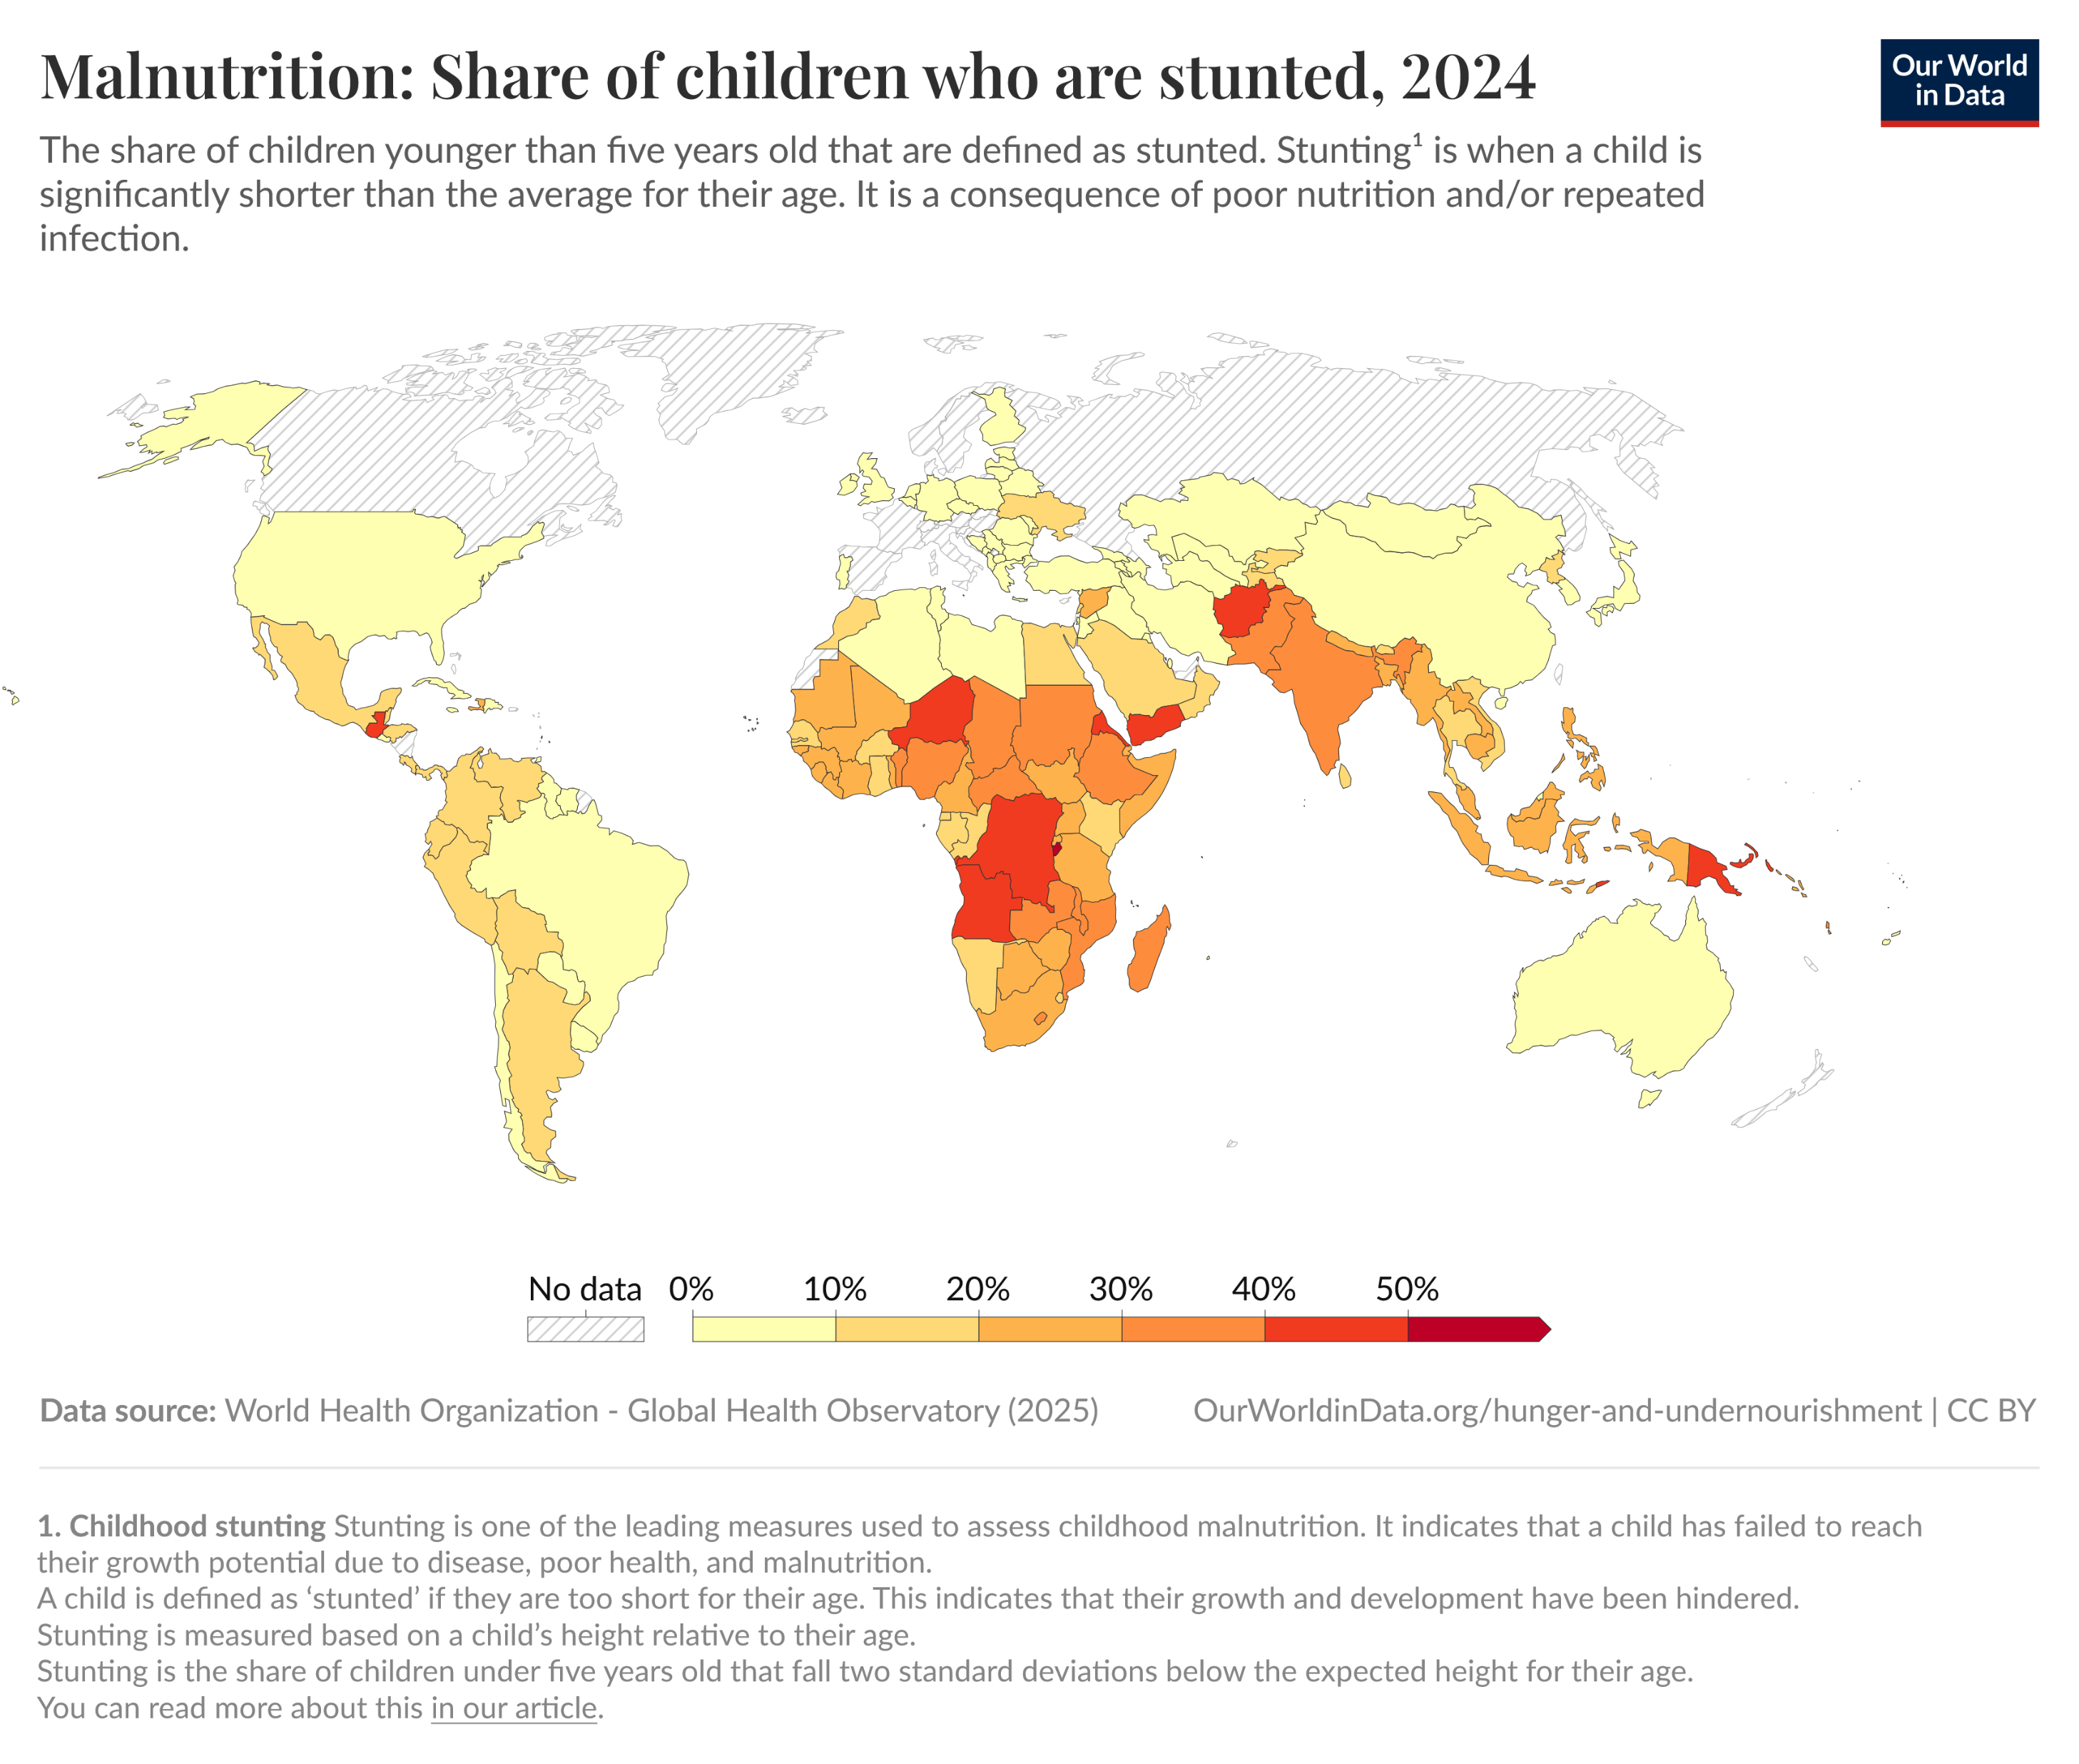 Malnutrition: Share of children who are stunted, 2024
Our World
in Data
The share of children younger than five years old that are defined as stunted. Stunting¹ is when a child is
significantly shorter than the average for their age. It is a consequence of poor nutrition and/or repeated
infection.
No data 0% 10% 20% 30% 40% 50%
Data source: World Health Organization - Global Health Observatory (2025)
OurWorldinData.org/hunger-and-undernourishment | CC BY
1. Childhood stunting Stunting is one of the leading measures used to assess childhood malnutrition. It indicates that a child has failed to reach
their growth potential due to disease, poor health, and malnutrition.
A child is defined as ‘stunted’ if they are too short for their age. This indicates that their growth and development have been hindered.
Stunting is measured based on a child’s height relative to their age.
Stunting is the share of children under five years old that fall two standard deviations below the expected height for their age.
You can read more about this in our article.